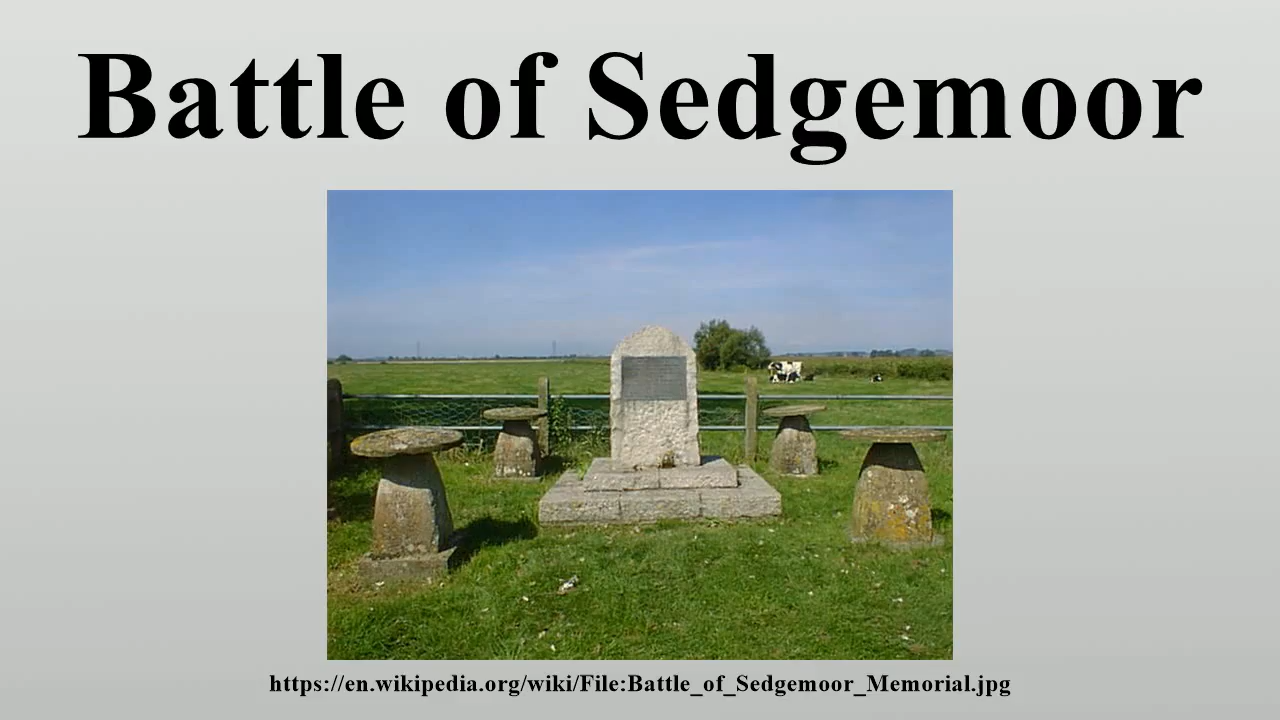 Battle of Sedgemoor
https://en.wikipedia.org/wiki/File:Battle_of_Sedgemoor_Memorial.jpg